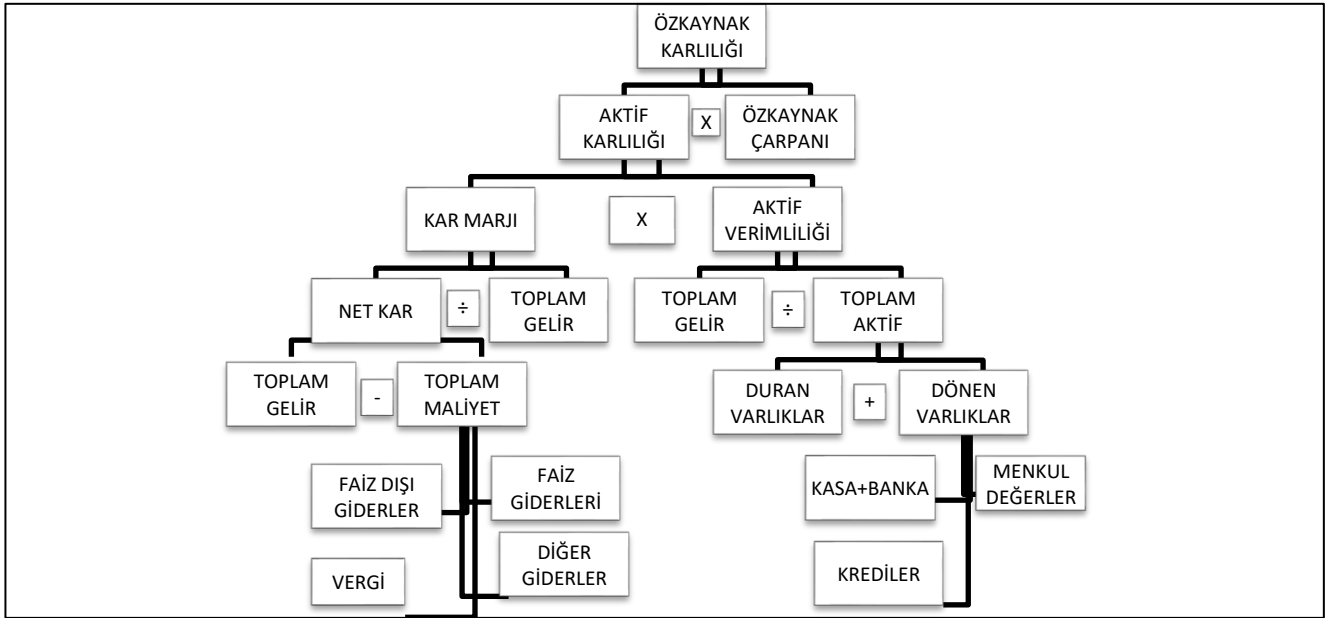 ÖZKAYNAK
KARLILIĞI
AKTİF
KARLILIĞI
X
ÖZKAYNAK
ÇARPANI
KAR MARJI
X
AKTİF
VERİMLİLİĞİ
NET KAR
÷
TOPLAM
GELİR
TOPLAM
GELİR
÷
TOPLAM
AKTİF
TOPLAM
GELİR
-
TOPLAM
MALİYET
DURAN
VARLIKLAR
+
DÖNEN
VARLIKLAR
FAİZ DIŞI
GİDERLER
FAİZ
GİDERLERİ
KASA+BANKA
MENKUL
DEĞERLER
VERGİ
DİĞER
GİDERLER
KREDİLER